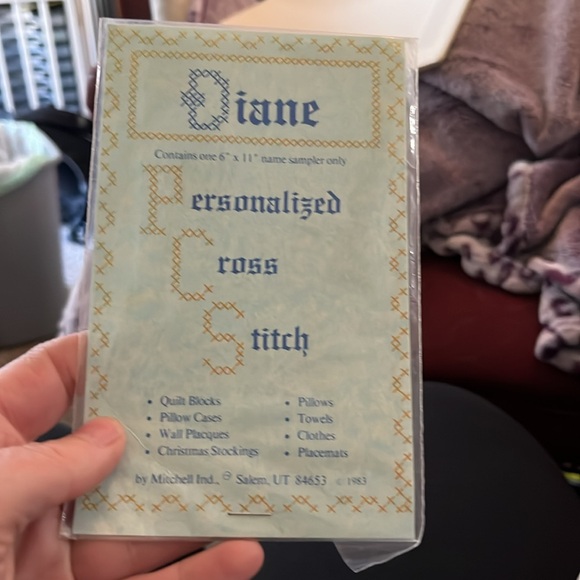 Diane
Contains one 6" x 11" name sampler only
Personalized
Cross
Stitch
• Quilt Blocks
• Pillow Cases
• Wall Placques
• Christmas Stockings
• Pillows
• Towels
• Clothes
• Placemats
by Mitchell Ind., Salem, UT 84653 © 1983